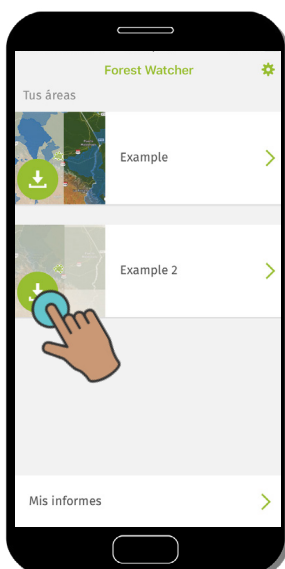 Forest Watcher
Tus áreas
Example
Example 2
Mis informes